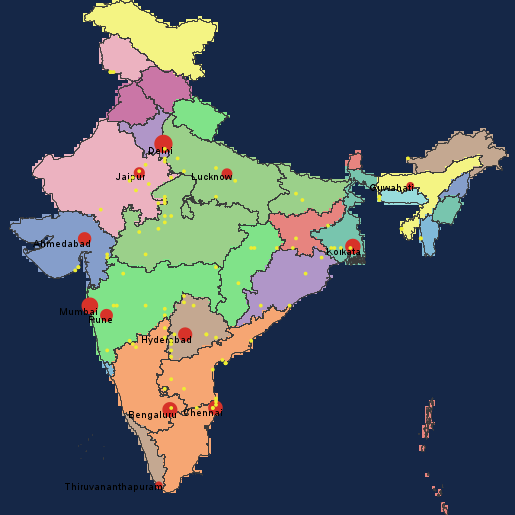 Delhi
Jaipur
Lucknow
Guwahati
Ahmedabad
Kolkata
Mumbai
Pune
Hyderabad
Bengaluru
Chennai
Thiruvananthapuram